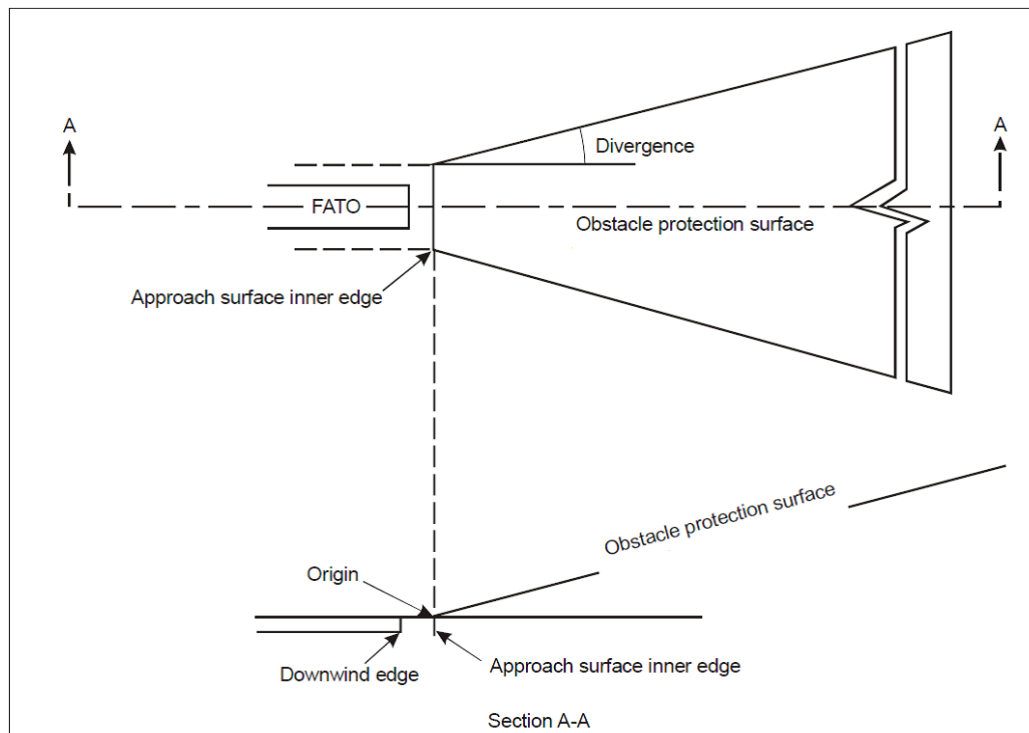 A
A
Divergence
FATO
Obstacle protection surface
Approach surface inner edge
Obstacle protection surface
Origin
Downwind edge
Approach surface inner edge
Section A-A